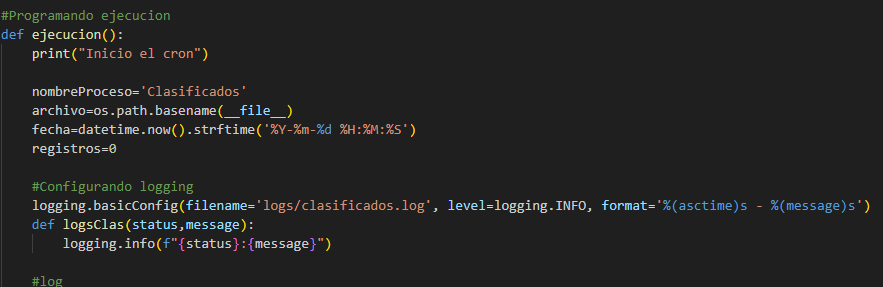 #Programando ejecucion
def ejecucion():
    print("Inicio el cron")
    nombreProceso='Clasificados'
    archivo=os.path.basename(__file__)
    fecha=datetime.now().strftime('%Y-%m-%d %H:%M:%S')
    registros=0
    #Configurando logging
    logging.basicConfig(filename='logs/clasificados.log', level=logging.INFO, format='%(asctime)s - %(message)s')
    def logsClas(status,message):
        logging.info(f"{status}:{message}")
    #log